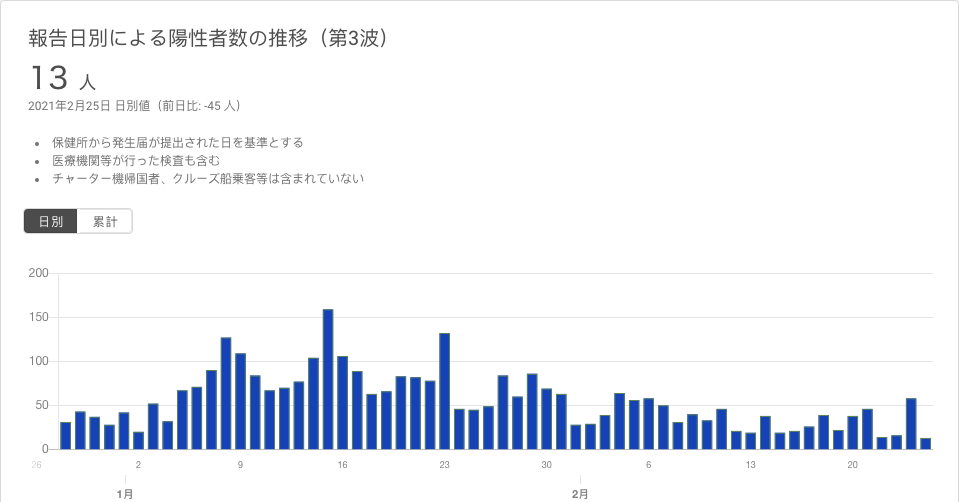 報告日別による陽性者数の推移（第3波）
13 人
2021年2月25日 日別値（前日比: -45 人）
保健所から発生届が提出された日を基準とする
医療機関等が行った検査も含む
チャーター機帰国者、クルーズ船乗客等は含まれていない
日別 累計
200
150
100
50
0
26 2 9 16 23 30 6 13 20
1月 2月